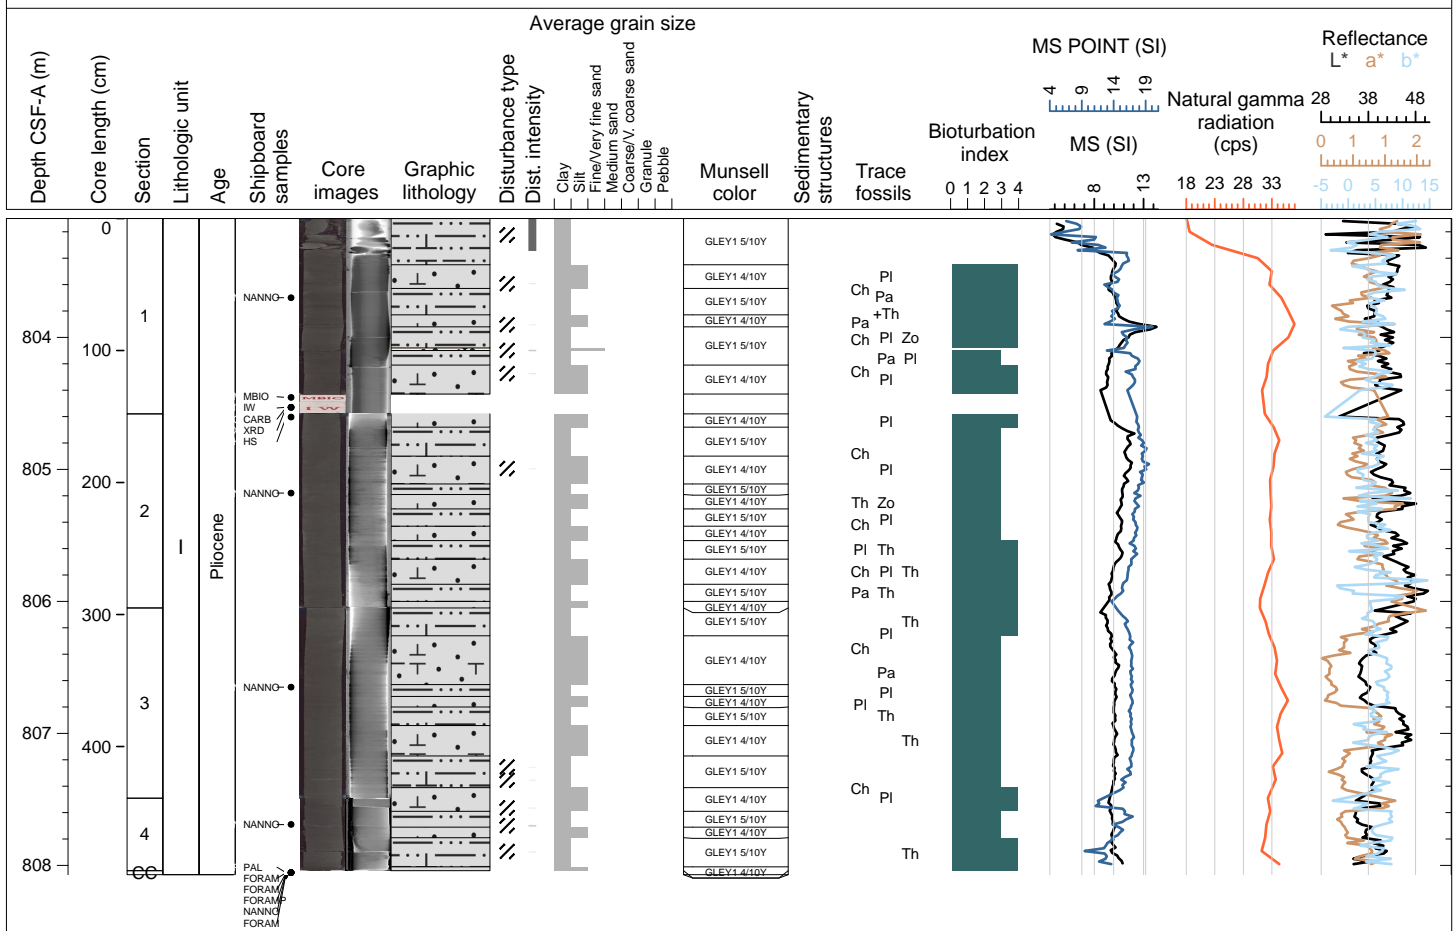 Average grain size
Depth CSF-A (m)
Core length (cm)
Section
Lithologic unit
Age
Shipboard
samples
Core
images
Graphic
lithology
Disturbance type
Dist. intensity
Clay
Silt
Fine/Very fine sand
Medium sand
Coarse/V. coarse sand
Granule
Pebble
Munsell
color
Sedimentary
structures
Trace
fossils
Bioturbation
index
0 1 2 3 4
MS POINT (SI)
4 9 14 19
MS (SI)
8 13
Natural gamma
radiation
(cps)
18 23 28 33
Reflectance
L* a* b*
28 38 48
0 1 1 2
-5 0 5 10 15
804
805
806
807
808
0
100
200
300
400
1
2
3
4
CC
I
Pliocene
NANNO
MBIO
IW
CARB
XRD
HS
NANNO
NANNO
NANNO
PAL
FORAM
FORAM
FORAMP
NANNO
FORAM
MBIO
I W
GLEY1 5/10Y
GLEY1 4/10Y
GLEY1 5/10Y
GLEY1 4/10Y
GLEY1 5/10Y
GLEY1 4/10Y
GLEY1 4/10Y
GLEY1 5/10Y
GLEY1 4/10Y
GLEY1 5/10Y
GLEY1 4/10Y
GLEY1 5/10Y
GLEY1 4/10Y
GLEY1 5/10Y
GLEY1 4/10Y
GLEY1 5/10Y
GLEY1 4/10Y
GLEY1 5/10Y
GLEY1 4/10Y
GLEY1 5/10Y
GLEY1 4/10Y
GLEY1 5/10Y
GLEY1 4/10Y
GLEY1 5/10Y
GLEY1 4/10Y
GLEY1 5/10Y
GLEY1 4/10Y
GLEY1 5/10Y
GLEY1 4/10Y
Pl
Ch Pa
+Th
Pa
Ch Pl Zo
Pa Pl
Ch
Pl
Pl
Ch
Pl
Th Zo
Ch Pl
Pl Th
Ch Pl Th
Pa Th
Th
Pl
Ch
Pa
Pl
Pl
Th
Th
Ch
Pl
Th